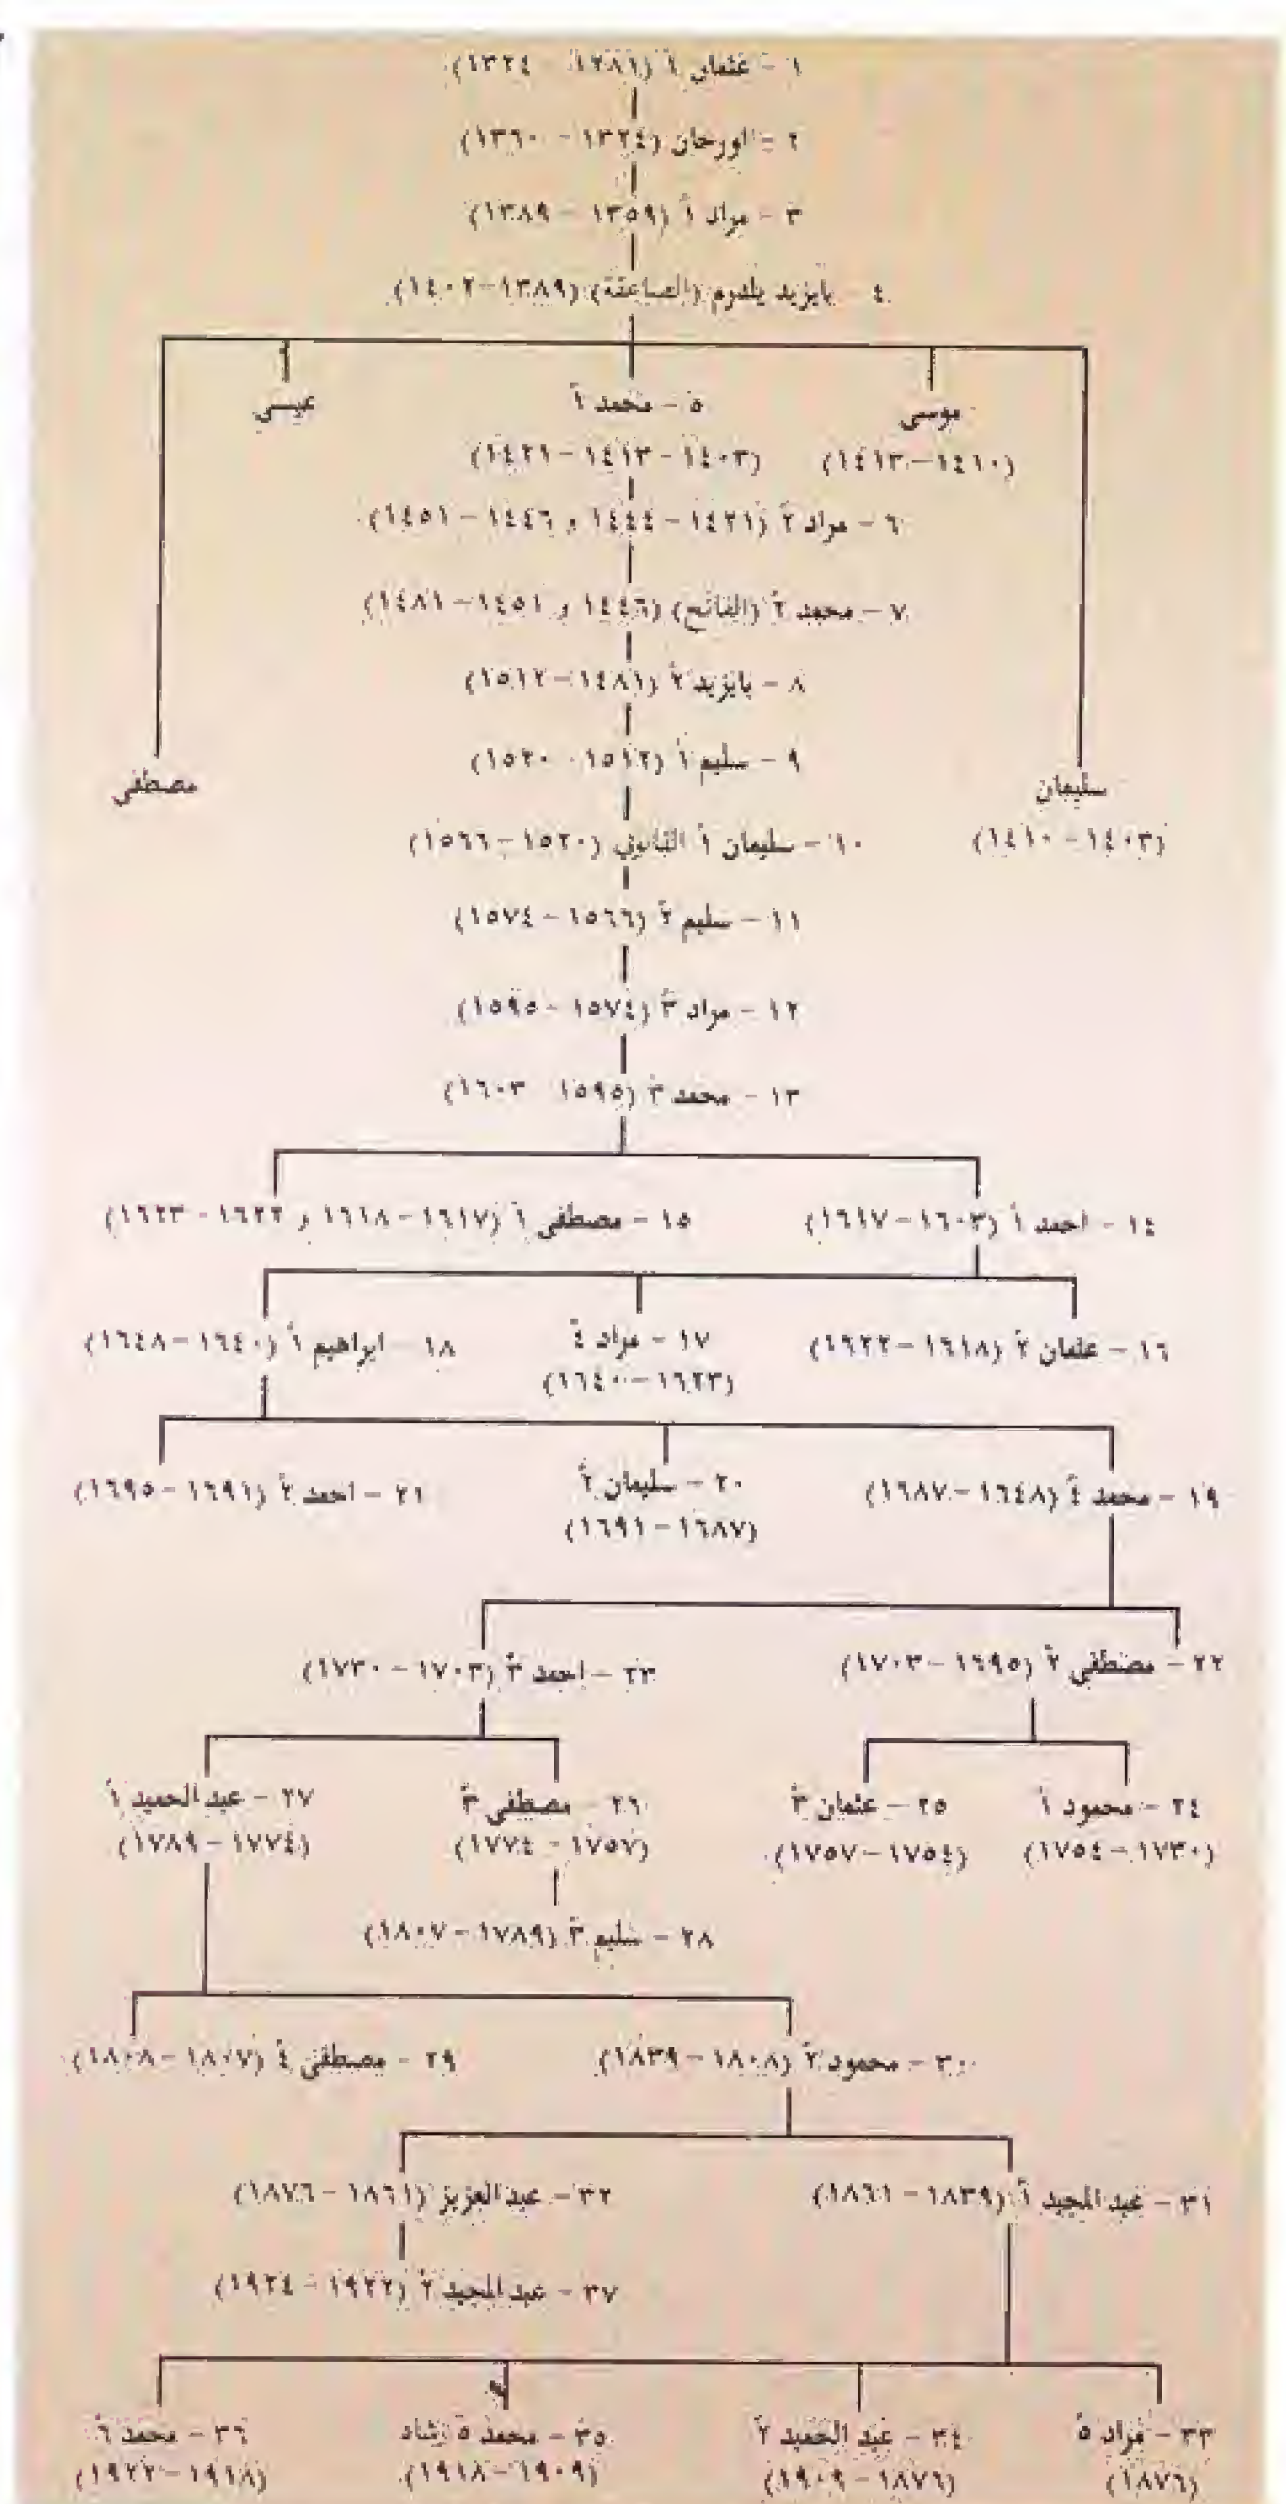 ١ - عثمان ١ً (١٢٨١ - ١٣٢٤)
٢ - اورخان (١٣٢٤ - ١٣٦٠)
٣ - مراد ١ً (١٣٥٩ - ١٣٨٩)
٤ - بايزيد يلدرم (الصاعقة) (١٣٨٩-١٤٠٢)
عيسى
٥ - محمد ١ً
موسى
(١٤٠٣-١٤١٣-١٤٢١)
(١٤١٠-١٤١٣)
٦ - مراد ٢ً (١٤٢١-١٤٤٤ و ١٤٤٦-١٤٥١)
٧ - محمد ٢ً (الفاتح) (١٤٤٦ و ١٤٥١-١٤٨١)
٨ - بايزيد ٢ً (١٤٨١-١٥١٢)
٩ - سليم ١ً (١٥١٢ - ١٥٢٠)
سليمان
(١٤٠٣-١٤١٠)
مصطفى
١٠ - سليمان ١ً القانوني (١٥٢٠-١٥٦٦)
١١ - سليم ٢ً (١٥٦٦-١٥٧٤)
١٢ - مراد ٣ً (١٥٧٤-١٥٩٥)
١٣ - محمد ٣ً (١٥٩٥ ١٦٠٣)
١٤ - احمد ١ً (١٦٠٣-١٦١٧)
١٥ - مصطفى ١ً (١٦١٧-١٦١٨ و ١٦٢٢-١٦٢٣)
١٦ - عثمان ٢ً (١٦١٨-١٦٢٢)
١٧ - مراد ٤ً
(١٦٢٣-١٦٤٠)
١٨ - ابراهيم ١ً (١٦٤٠-١٦٤٨)
١٩ - محمد ٤ً (١٦٤٨-١٦٨٧)
٢٠ - سليمان ٢ً
(١٦٨٧-١٦٩١)
٢١ - احمد ٢ً (١٦٩١-١٦٩٥)
٢٢ - مصطفى ٢ً (١٦٩٥-١٧٠٣)
٢٣ - احمد ٣ً (١٧٠٣-١٧٣٠)
٢٤ - محمود ١ً
(١٧٣٠-١٧٥٤)
٢٥ - عثمان ٣ً
(١٧٥٤-١٧٥٧)
٢٦ - مصطفى ٣ً
(١٧٥٧-١٧٧٤)
٢٧ - عبد الحميد ١ً
(١٧٧٤-١٧٨٩)
٢٨ - سليم ٣ً (١٧٨٩-١٨٠٧)
٣٠ - محمود ٢ً (١٨٠٨-١٨٣٩)
٢٩ - مصطفى ٤ً (١٨٠٧-١٨٠٨)
٣١ - عبد المجيد ١ً (١٨٣٩-١٨٦١)
٣٢ - عبد العزيز (١٨٦١-١٨٧٦)
٣٧ - عبد المجيد ٢ً (١٩٢٢-١٩٢٤)
٣٣ - مراد ٥
(١٨٧٦)
٣٤ - عبد الحميد ٢ً
(١٨٧٦-١٩٠٩)
٣٥ - محمد ٥ رشاد
(١٩٠٩-١٩١٨)
٣٦ - محمد ٦ً
(١٩١٨-١٩٢٢)